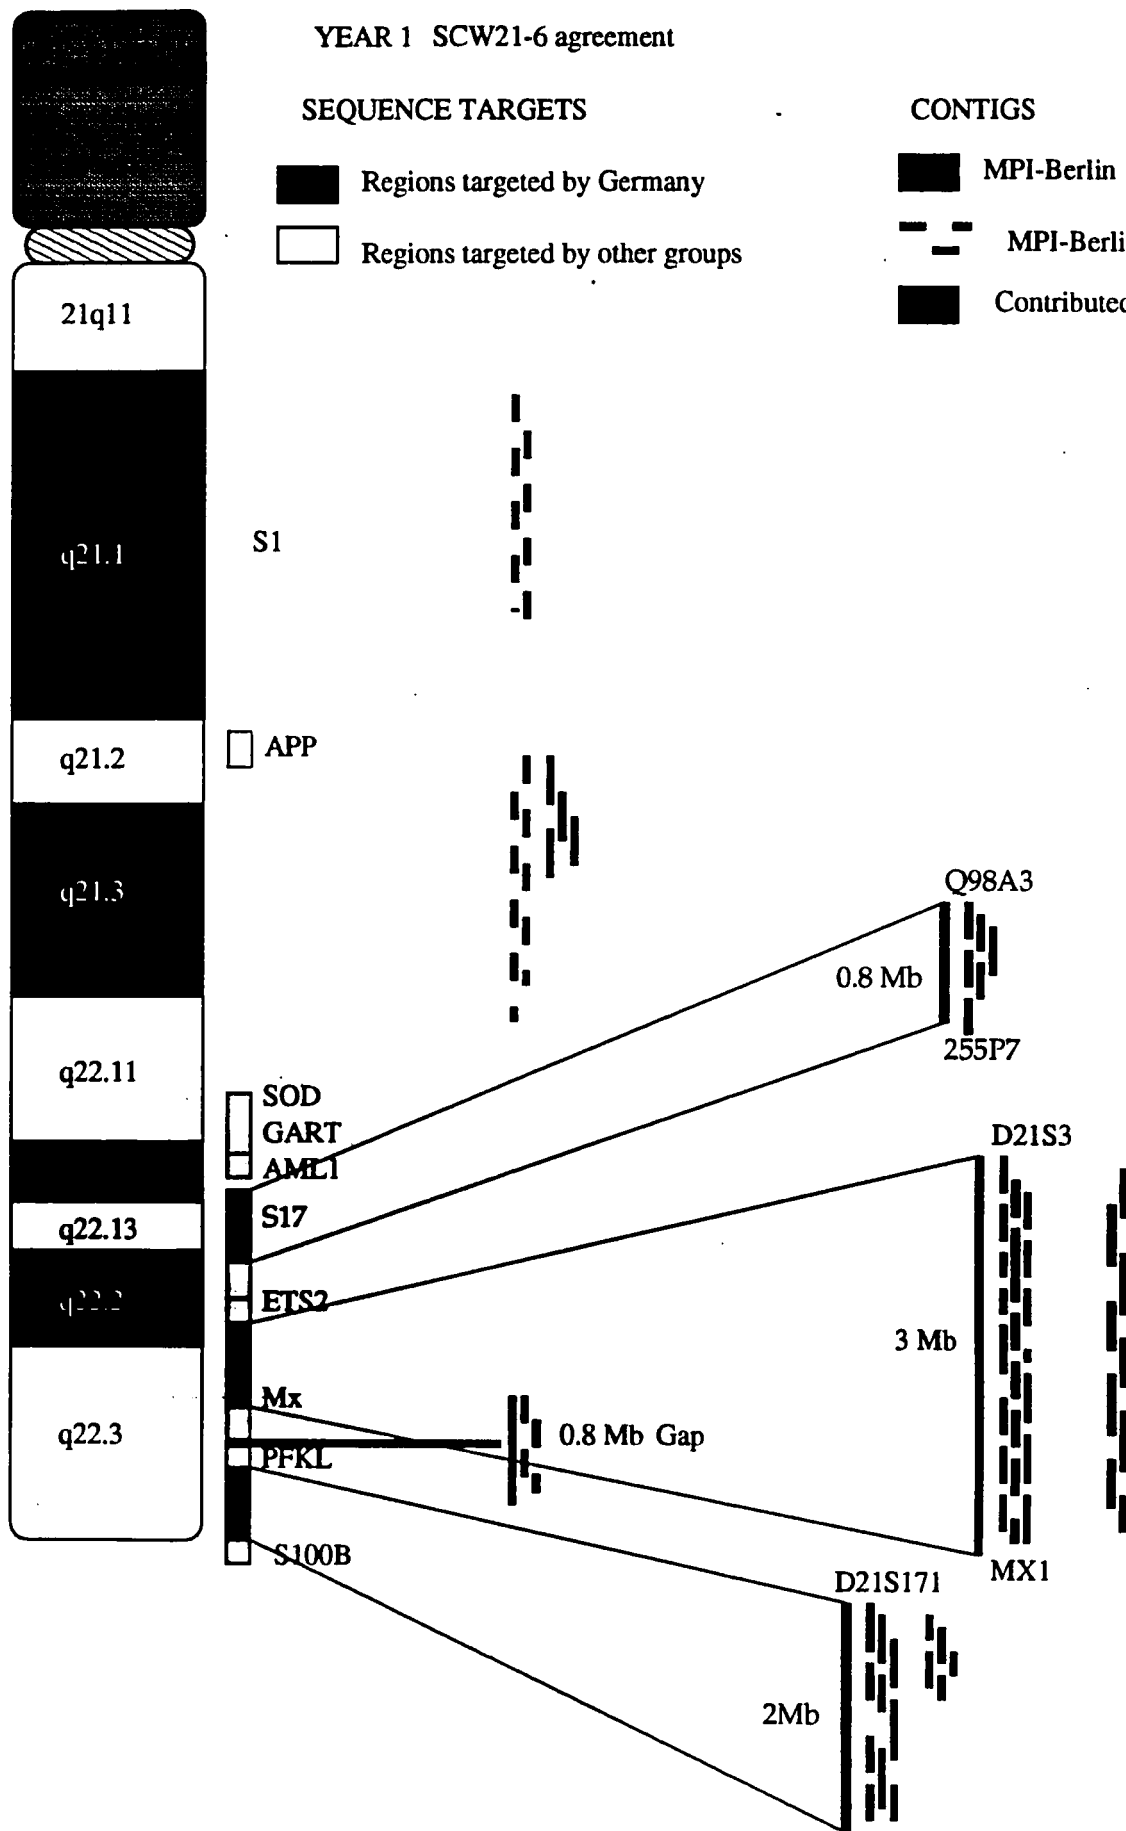 YEAR 1 SCW21-6 agreement
SEQUENCE TARGETS
Regions targeted by Germany
Regions targeted by other groups
CONTIGS
MPI-Berlin
MPI-Berli
Contributed
21q11
q21.1
S1
q21.2
APP
q21.3
Q98A3
0.8 Mb
255P7
q22.11
SOD
GART
AML1
D21S3
q22.13
S17
q22.2
ETS2
3 Mb
q22.3
Mx
0.8 Mb Gap
PFKL
S100B
MX1
D21S171
2Mb